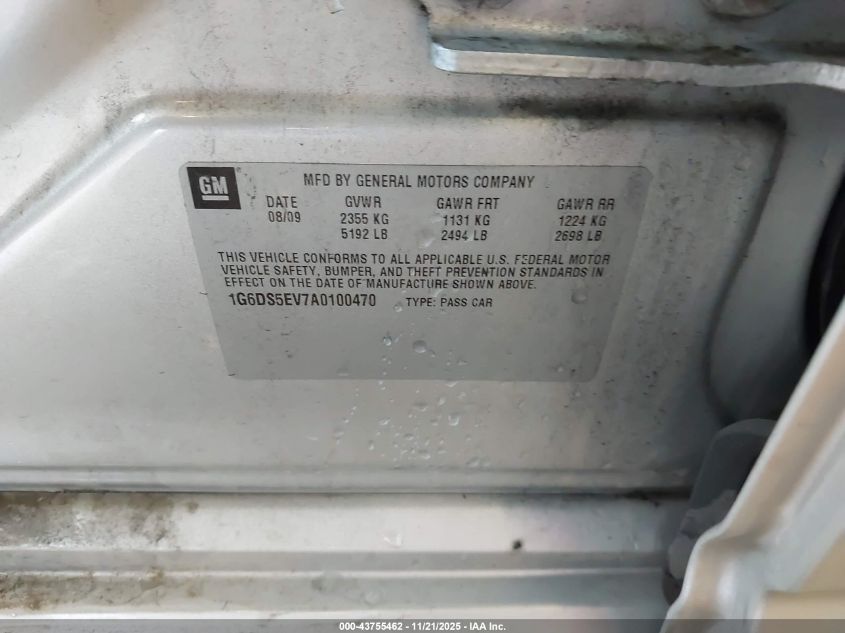 GM
MFD BY GENERAL MOTORS COMPANY
DATE GVWR GAWR FRT GAWR RR
08/09 2355 KG 1131 KG 1224 KG
5192 LB 2494 LB 2698 LB
THIS VEHICLE CONFORMS TO ALL APPLICABLE U.S. FEDERAL MOTOR
VEHICLE SAFETY, BUMPER, AND THEFT PREVENTION STANDARDS IN
EFFECT ON THE DATE OF MANUFACTURE SHOWN ABOVE.
1G6DS5EV7A0100470 TYPE: PASS CAR
000-43755462 - 11/21/2025 - IAA Inc.